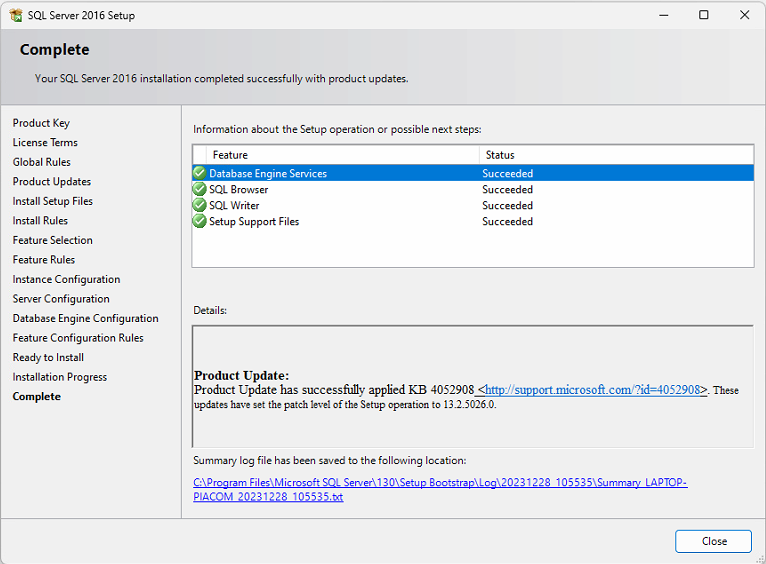 SQL Server 2016 Setup
Complete
Your SQL Server 2016 installation completed successfully with product updates.
Product Key
License Terms
Global Rules
Product Updates
Install Setup Files
Install Rules
Feature Selection
Feature Rules
Instance Configuration
Server Configuration
Database Engine Configuration
Feature Configuration Rules
Ready to Install
Installation Progress
Complete
Information about the Setup operation or possible next steps:
Feature Status
Database Engine Services Succeeded
SQL Browser Succeeded
SQL Writer Succeeded
Setup Support Files Succeeded
Details:
Product Update:
Product Update has successfully applied KB 4052908 <http://support.microsoft.com/?id=4052908>. These
updates have set the patch level of the Setup operation to 13.2.5026.0.
Summary log file has been saved to the following location:
C:\Program Files\Microsoft SQL Server\130\Setup Bootstrap\Log\20231228_105535\Summary_LAPTOP-
PIACOM_20231228_105535.txt
Close